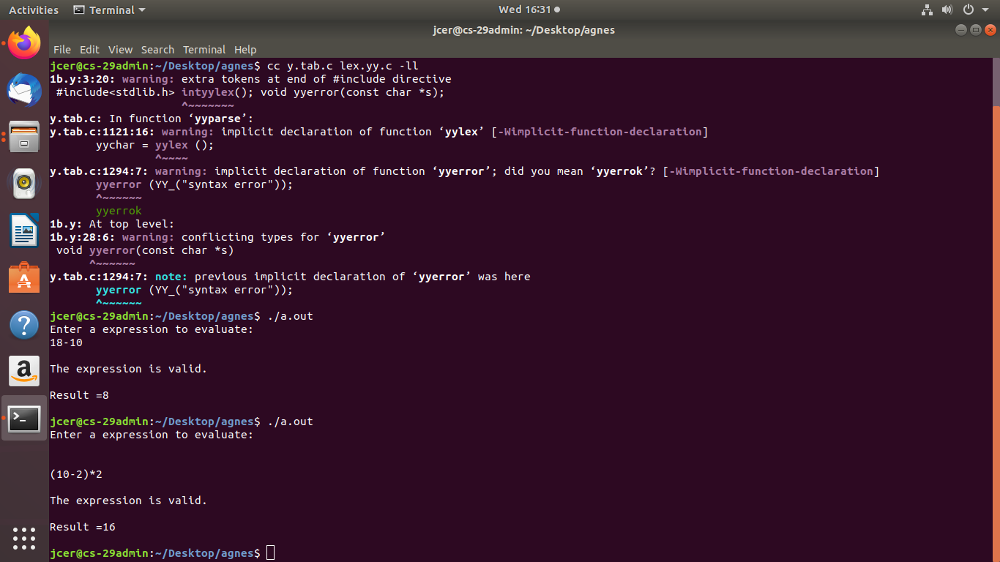 Activities Terminal Wed 16:31
jcer@cs-29admin: ~/Desktop/agnes
File Edit View Search Terminal Help
jcer@cs-29admin:~/Desktop/agnes$ cc y.tab.c lex.yy.c -ll
1b.y:3:20: warning: extra tokens at end of #include directive
 #include<stdlib.h> intyylex(); void yyerror(const char *s);
                    ^~~~~~~~
y.tab.c: In function ‘yyparse’:
y.tab.c:1121:16: warning: implicit declaration of function ‘yylex’ [-Wimplicit-function-declaration]
       yychar = yylex ();
                ^~~~~
y.tab.c:1294:7: warning: implicit declaration of function ‘yyerror’; did you mean ‘yyerrok’? [-Wimplicit-function-declaration]
       yyerror (YY_("syntax error"));
       ^~~~~~~
       yyerrok
1b.y: At top level:
1b.y:28:6: warning: conflicting types for ‘yyerror’
 void yyerror(const char *s)
      ^~~~~~~
y.tab.c:1294:7: note: previous implicit declaration of ‘yyerror’ was here
       yyerror (YY_("syntax error"));
       ^~~~~~~
jcer@cs-29admin:~/Desktop/agnes$ ./a.out
Enter a expression to evaluate:
18-10
The expression is valid.
Result =8
jcer@cs-29admin:~/Desktop/agnes$ ./a.out
Enter a expression to evaluate:
(10-2)*2
The expression is valid.
Result =16
jcer@cs-29admin:~/Desktop/agnes$